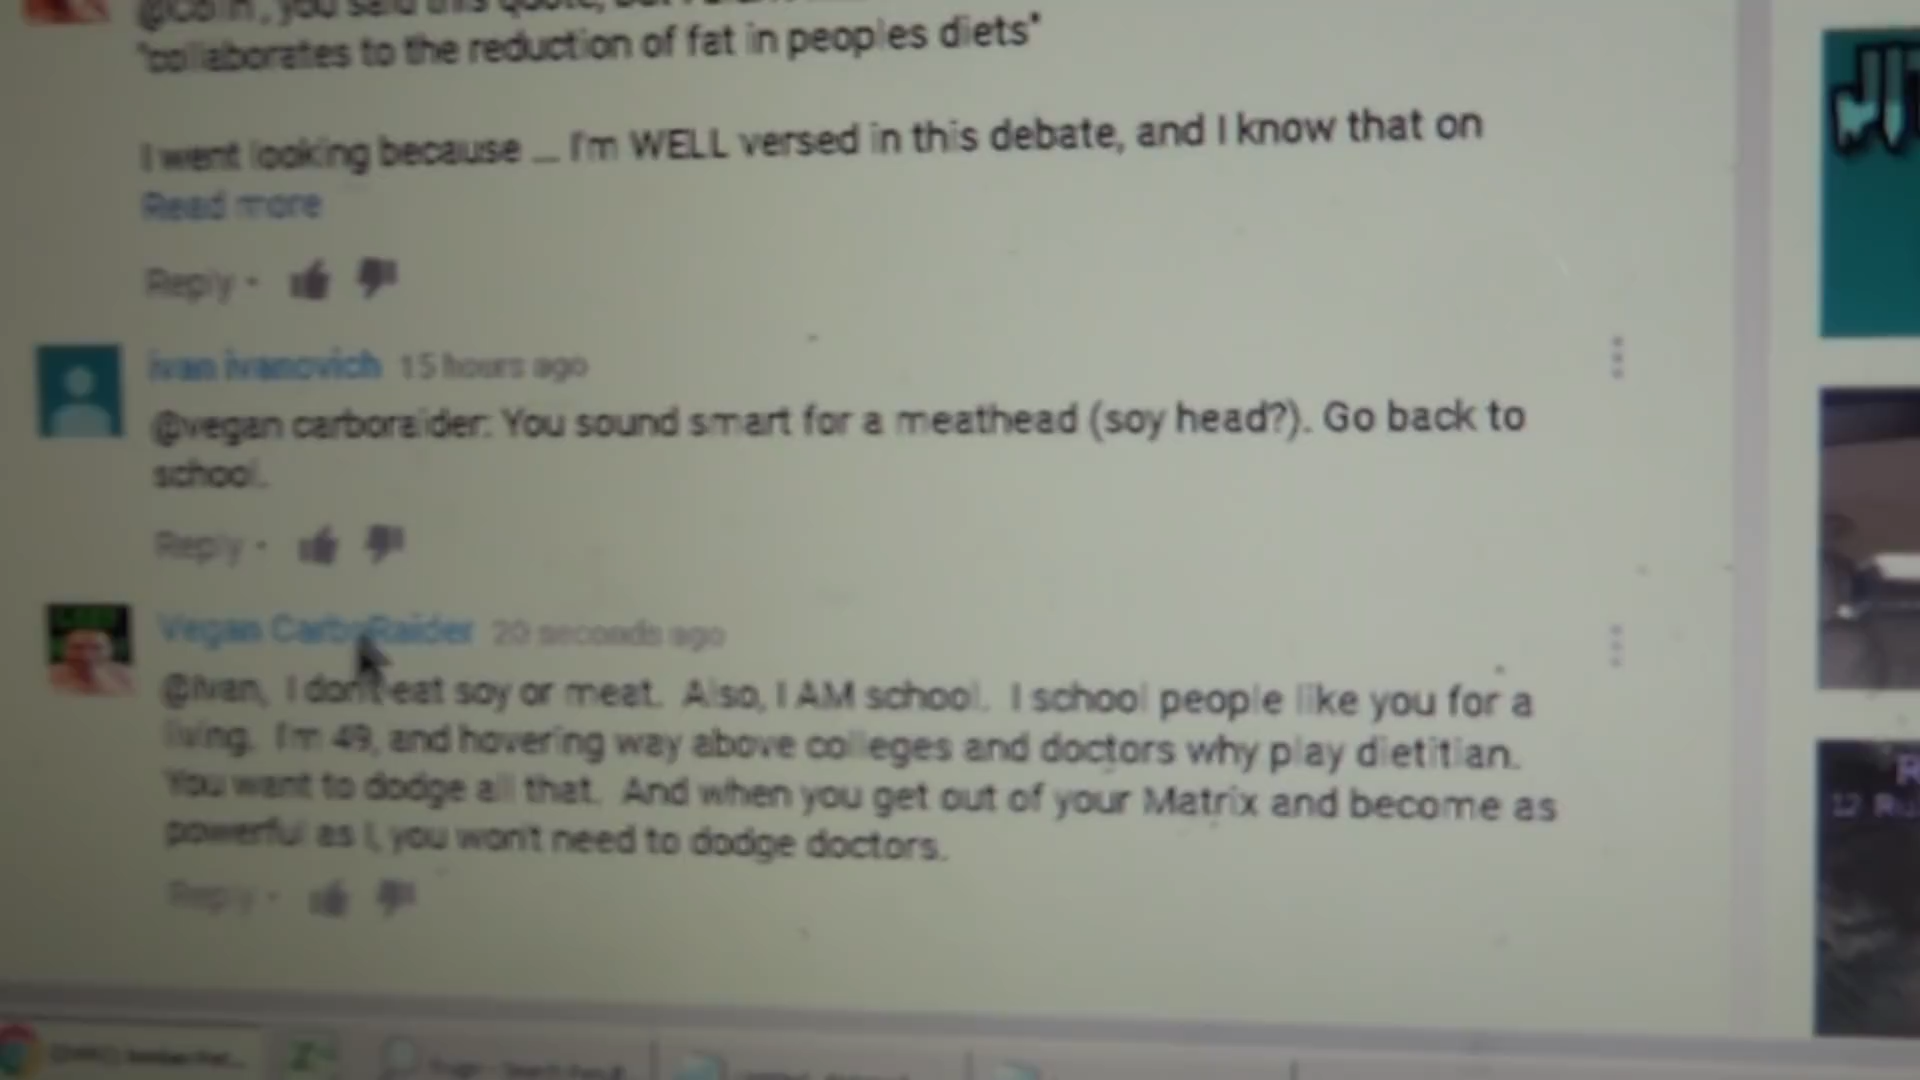 you said this quote,
"collaborates to the reduction of fat in peoples diets"
I went looking because ... I'm WELL versed in this debate, and I know that on
Read more
Reply
ivan ivanovich 15 hours ago
@vegan carboraider: You sound smart for a meathead (soy head?). Go back to
school.
Reply
Vegan CarboRaider 20 seconds ago
@Ivan, I don't eat soy or meat. Also, I AM school. I school people like you for a
living. I'm 49, and hovering way above colleges and doctors why play dietitian.
You want to dodge all that. And when you get out of your Matrix and become as
powerful as I, you won't need to dodge doctors.
Reply